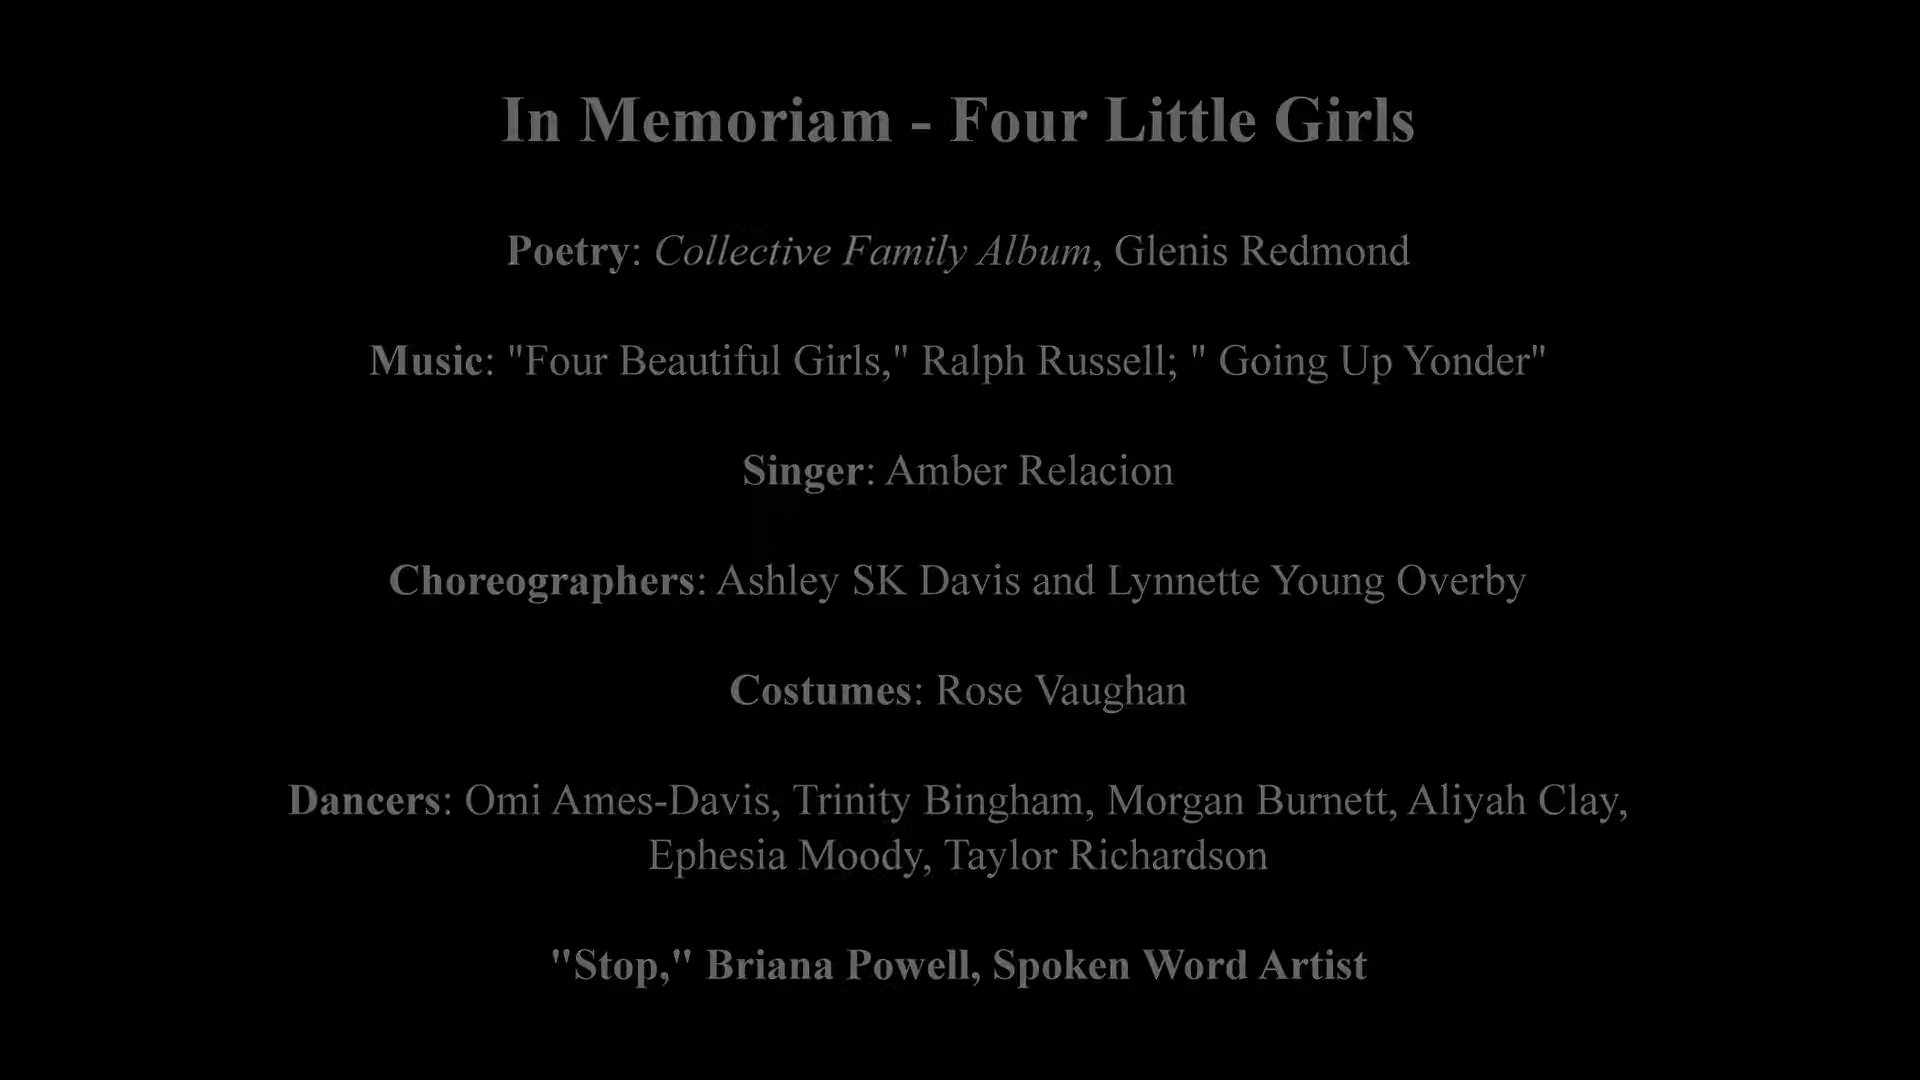 In Memoriam - Four Little Girls
Poetry: Collective Family Album, Glenis Redmond
Music: "Four Beautiful Girls," Ralph Russell; " Going Up Yonder"
Singer: Amber Relacion
Choreographers: Ashley SK Davis and Lynnette Young Overby
Costumes: Rose Vaughan
Dancers: Omi Ames-Davis, Trinity Bingham, Morgan Burnett, Aliyah Clay,
Ephesia Moody, Taylor Richardson
"Stop," Briana Powell, Spoken Word Artist